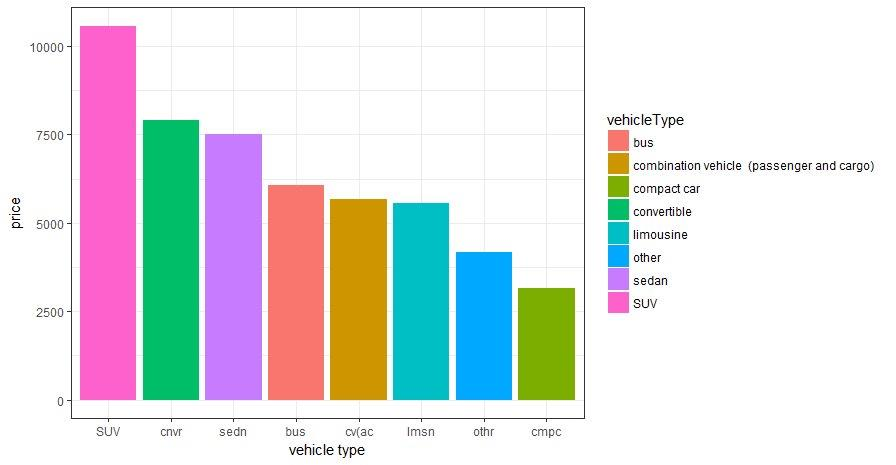 10000
7500
5000
2500
0
price
SUV cnvr sedn bus cv(ac lmsn othr cmpc
vehicle type
vehicleType
bus
combination vehicle (passenger and cargo)
compact car
convertible
limousine
other
sedan
SUV